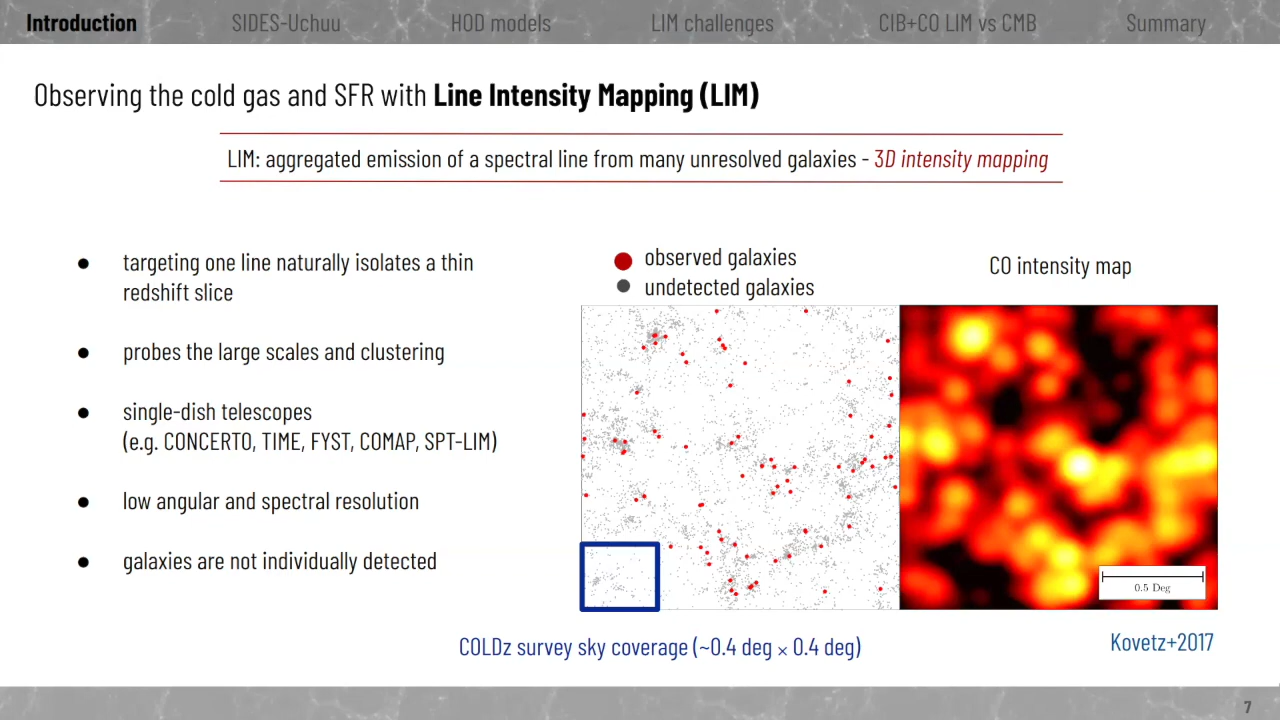 Introduction SIDES-Uchuu HOD models LIM challenges CIB+CO LIM vs CMB Summary
Observing the cold gas and SFR with Line Intensity Mapping (LIM)
LIM: aggregated emission of a spectral line from many unresolved galaxies - 3D intensity mapping
● targeting one line naturally isolates a thin
redshift slice
● probes the large scales and clustering
● single-dish telescopes
(e.g. CONCERTO, TIME, FYST, COMAP, SPT-LIM)
● low angular and spectral resolution
● galaxies are not individually detected
observed galaxies
undetected galaxies
CO intensity map
0.5 Deg
COLDz survey sky coverage (~0.4 deg × 0.4 deg)
Kovetz+2017
7